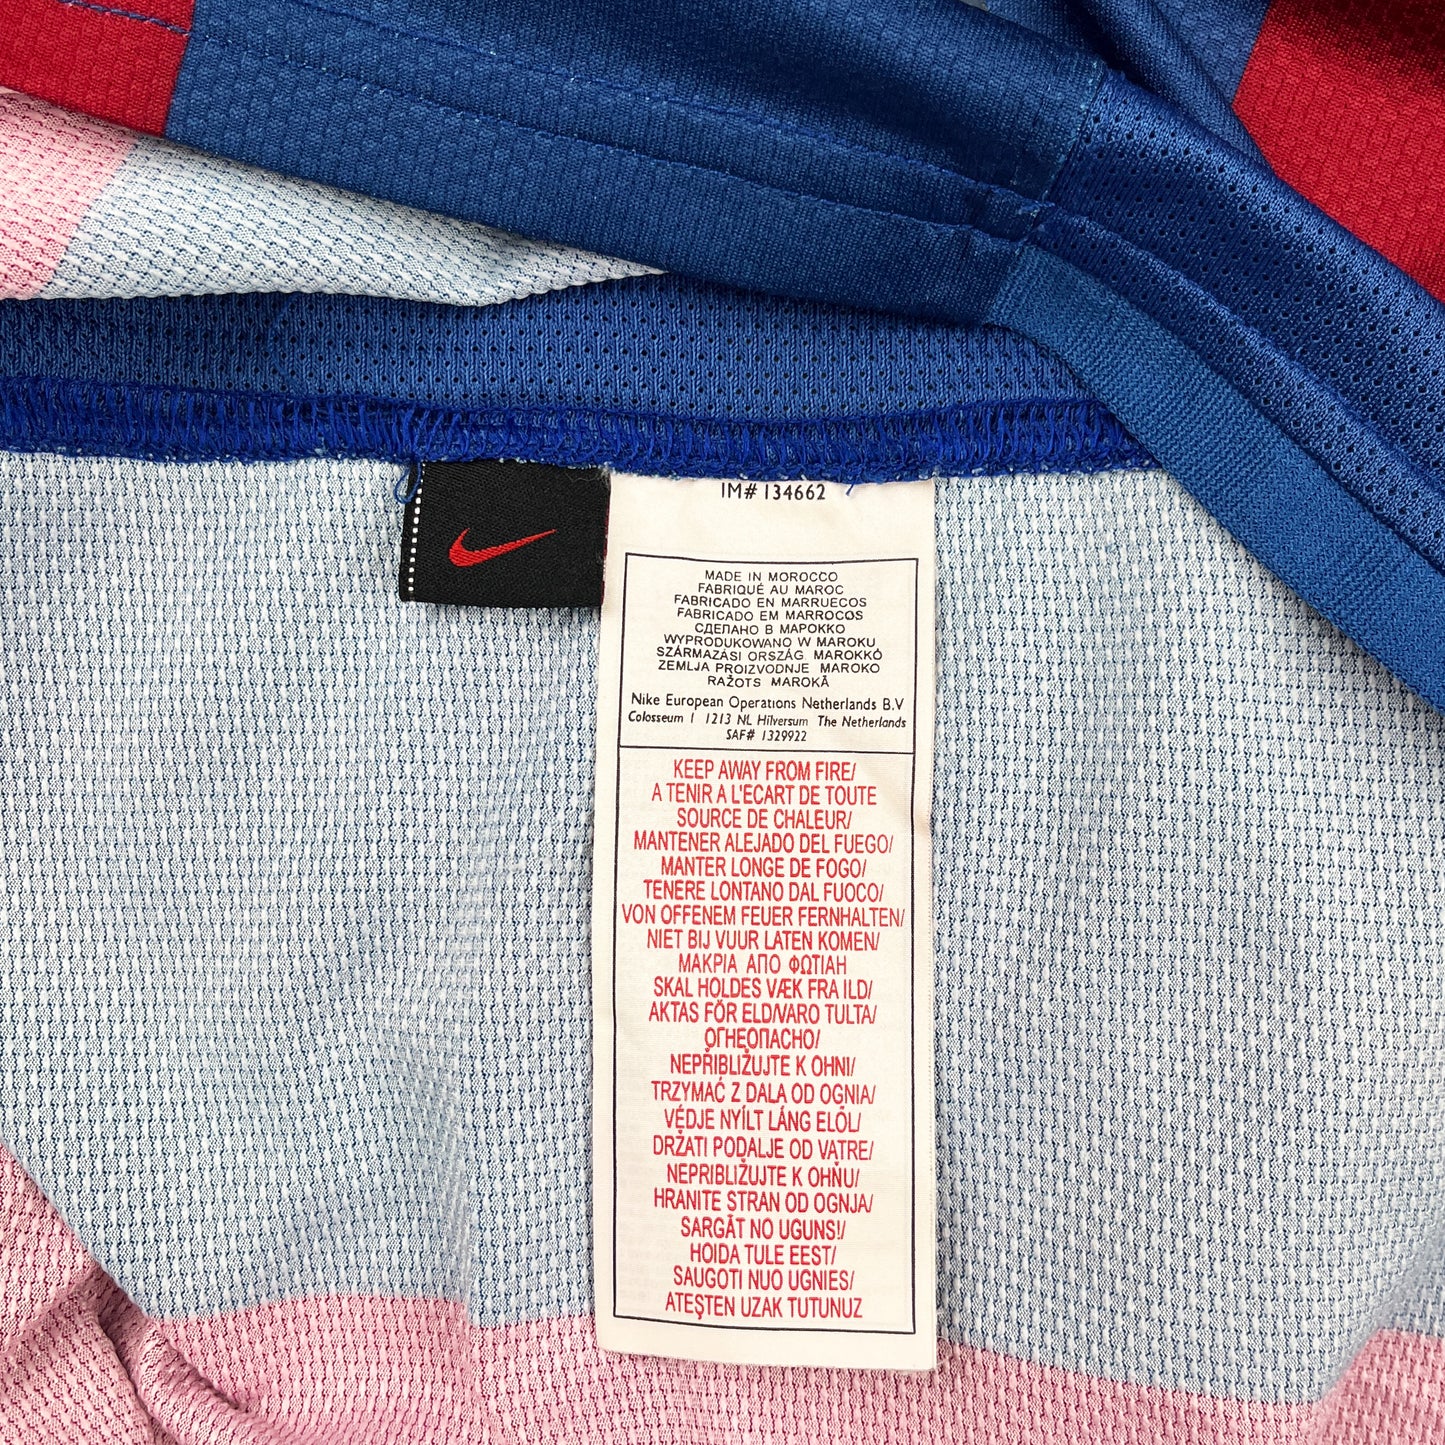 IM# 134662
MADE IN MOROCCO
FABRIQUÉ AU MAROC
FABRICADO EN MARRUECOS
FABRICADO EM MARROCOS
СДЕЛАНО В МАРОККО
WYPRODUKOWANO W MAROKU
SZÁRMAZÁSI ORSZÁG MAROKKÓ
ZEMLJA PROIZVODNJE MAROKO
RAŽOTS MAROKĀ
Nike European Operations Netherlands B.V
Colosseum 1 1213 NL Hilversum The Netherlands
SAF# 1329922
KEEP AWAY FROM FIRE/
A TENIR A L'ECART DE TOUTE
SOURCE DE CHALEUR/
MANTENER ALEJADO DEL FUEGO/
MANTER LONGE DE FOGO/
TENERE LONTANO DAL FUOCO/
VON OFFENEM FEUER FERNHALTEN/
NIET BIJ VUUR LATEN KOMEN/
ΜΑΚΡΙΑ ΑΠΟ ΦΩΤΙΑΗ
SKAL HOLDES VÆK FRA ILD/
AKTAS FÖR ELD/VARO TULTA/
ОГНЕОПАСНО/
NEPRIBLIŽUJTE K OHNI/
TRZYMAĆ Z DALA OD OGNIA/
VÉDJE NYÍLT LÁNG ELŐL/
DRŽATI PODALJE OD VATRE/
NEPRIBLIŽUJTE K OHŇU/
HRANITE STRAN OD OGNJA/
SARGĀT NO UGUNS!/
HOIDA TULE EEST/
SAUGOTI NUO UGNIES/
ATEŞTEN UZAK TUTUNUZ